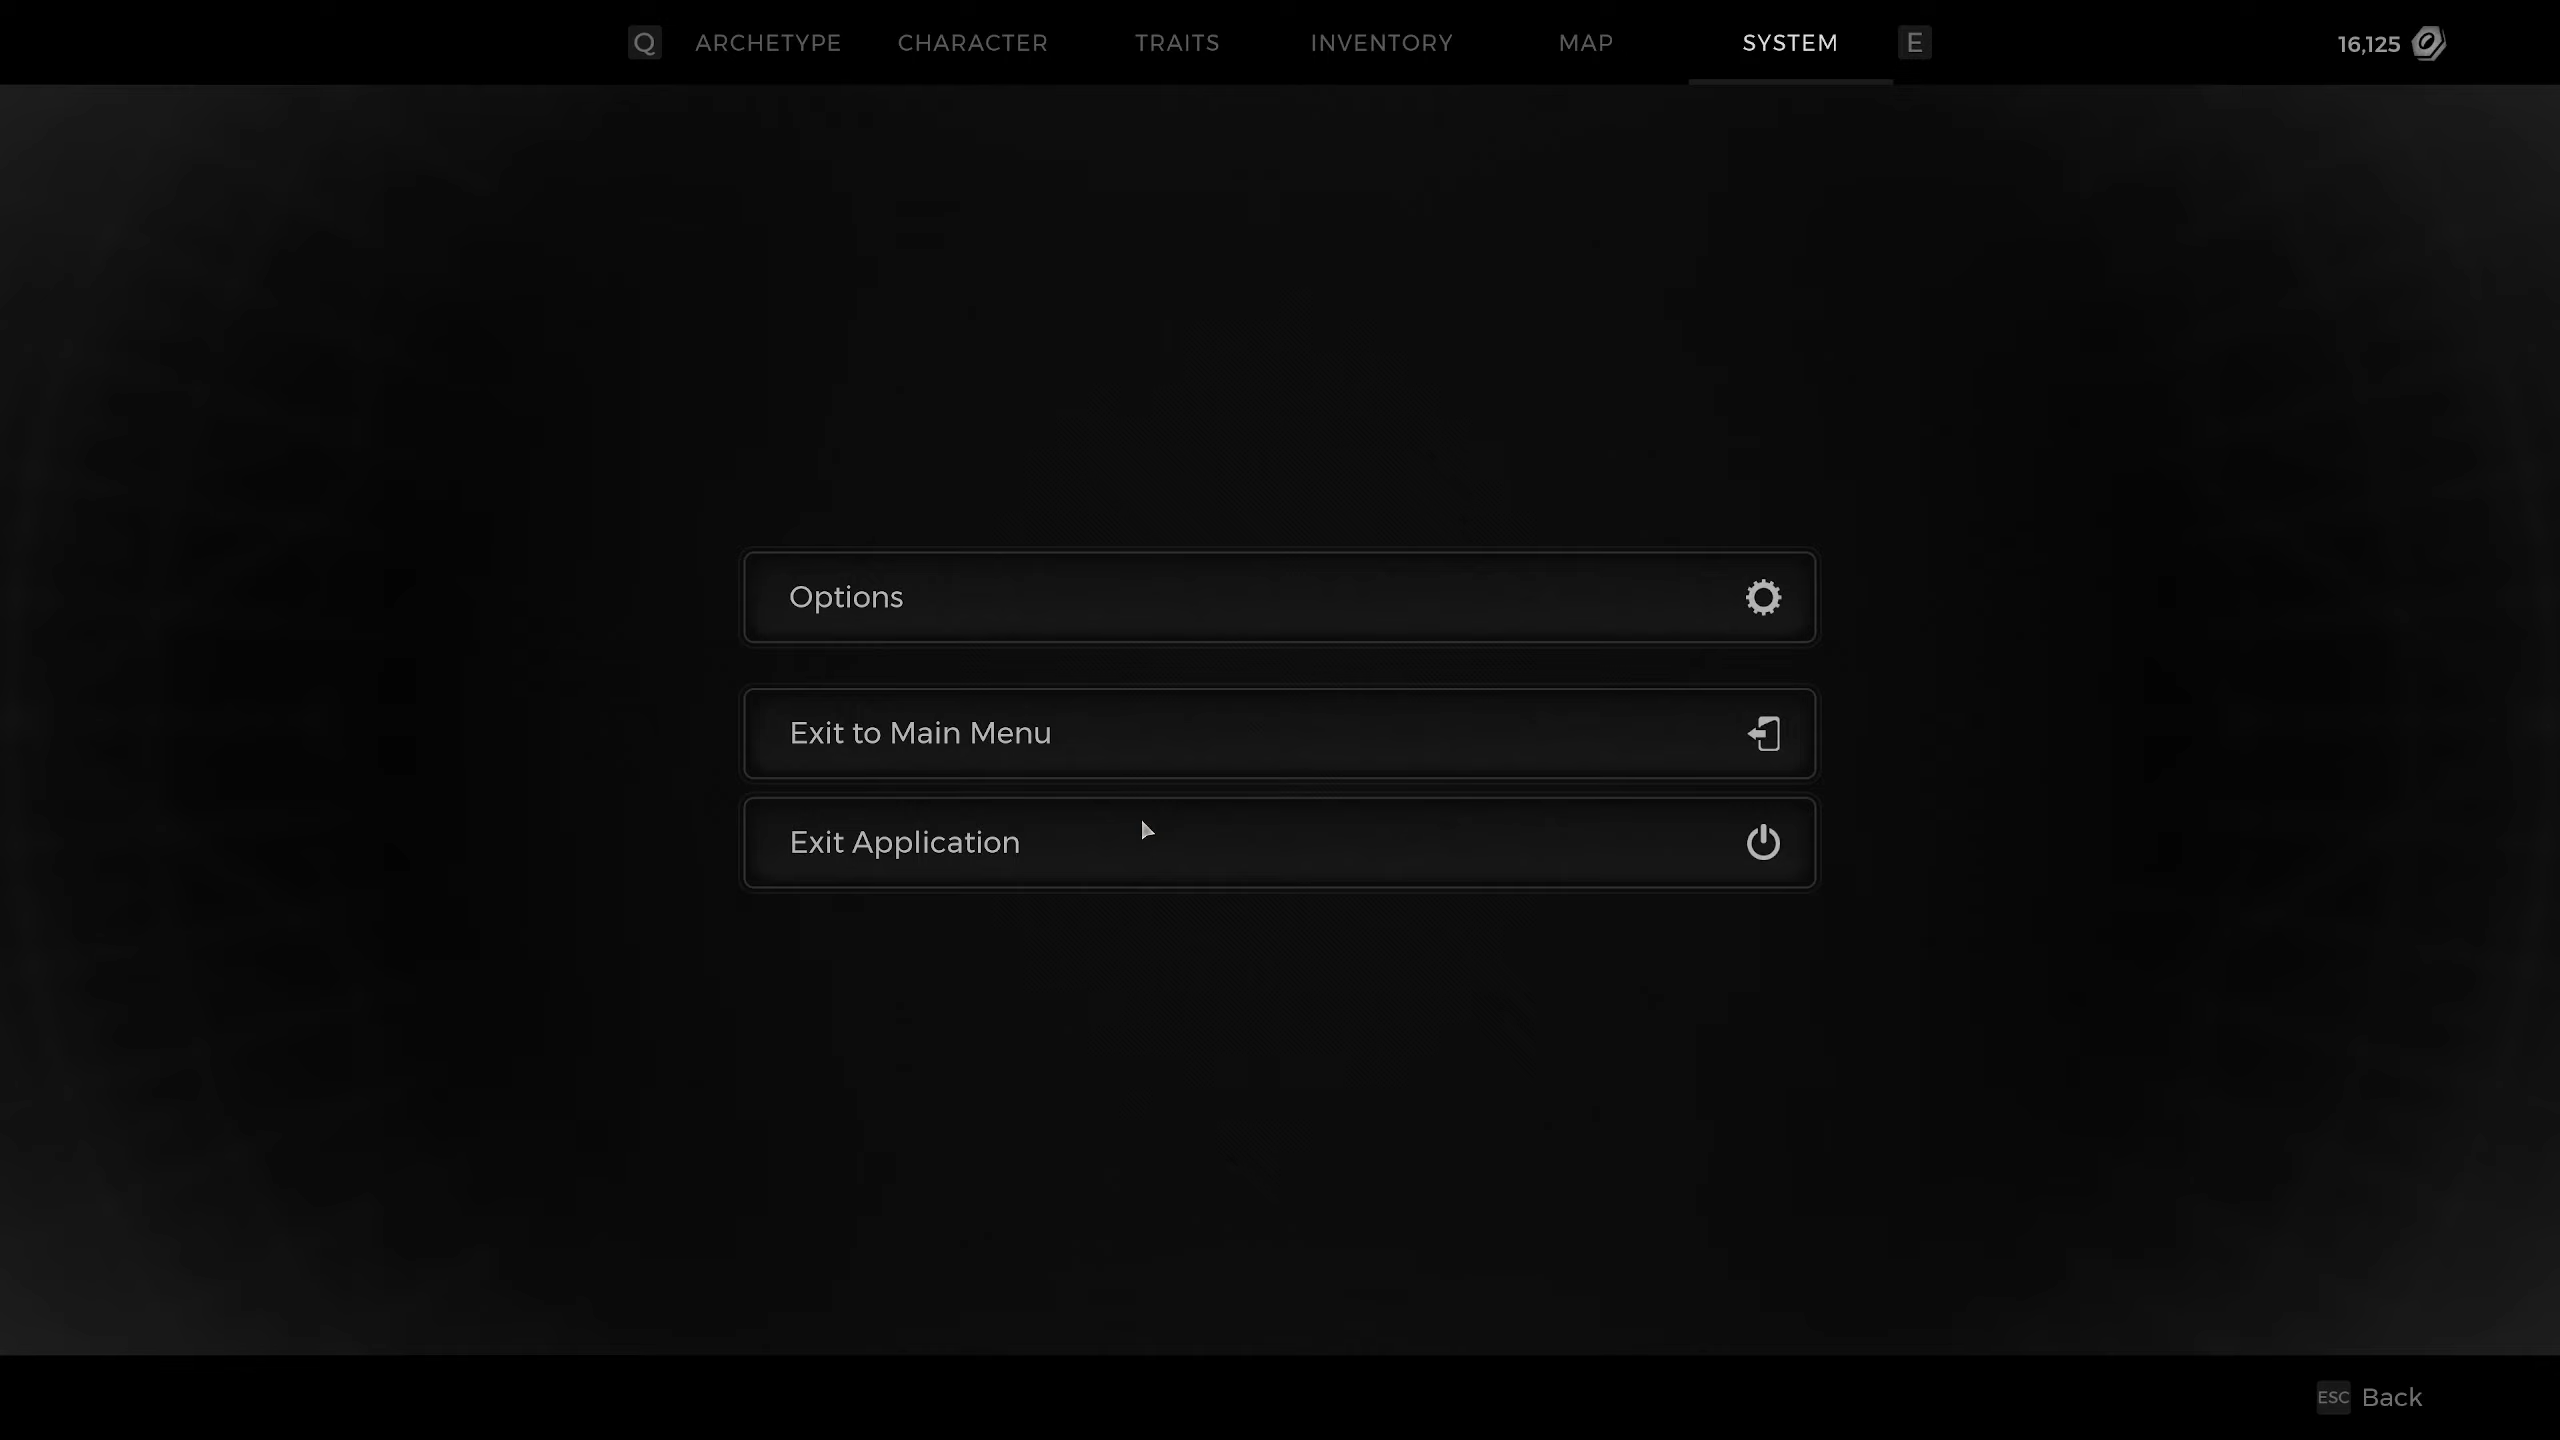 Q ARCHETYPE CHARACTER TRAITS INVENTORY MAP SYSTEM E 16,125
Options
Exit to Main Menu
Exit Application
ESC Back